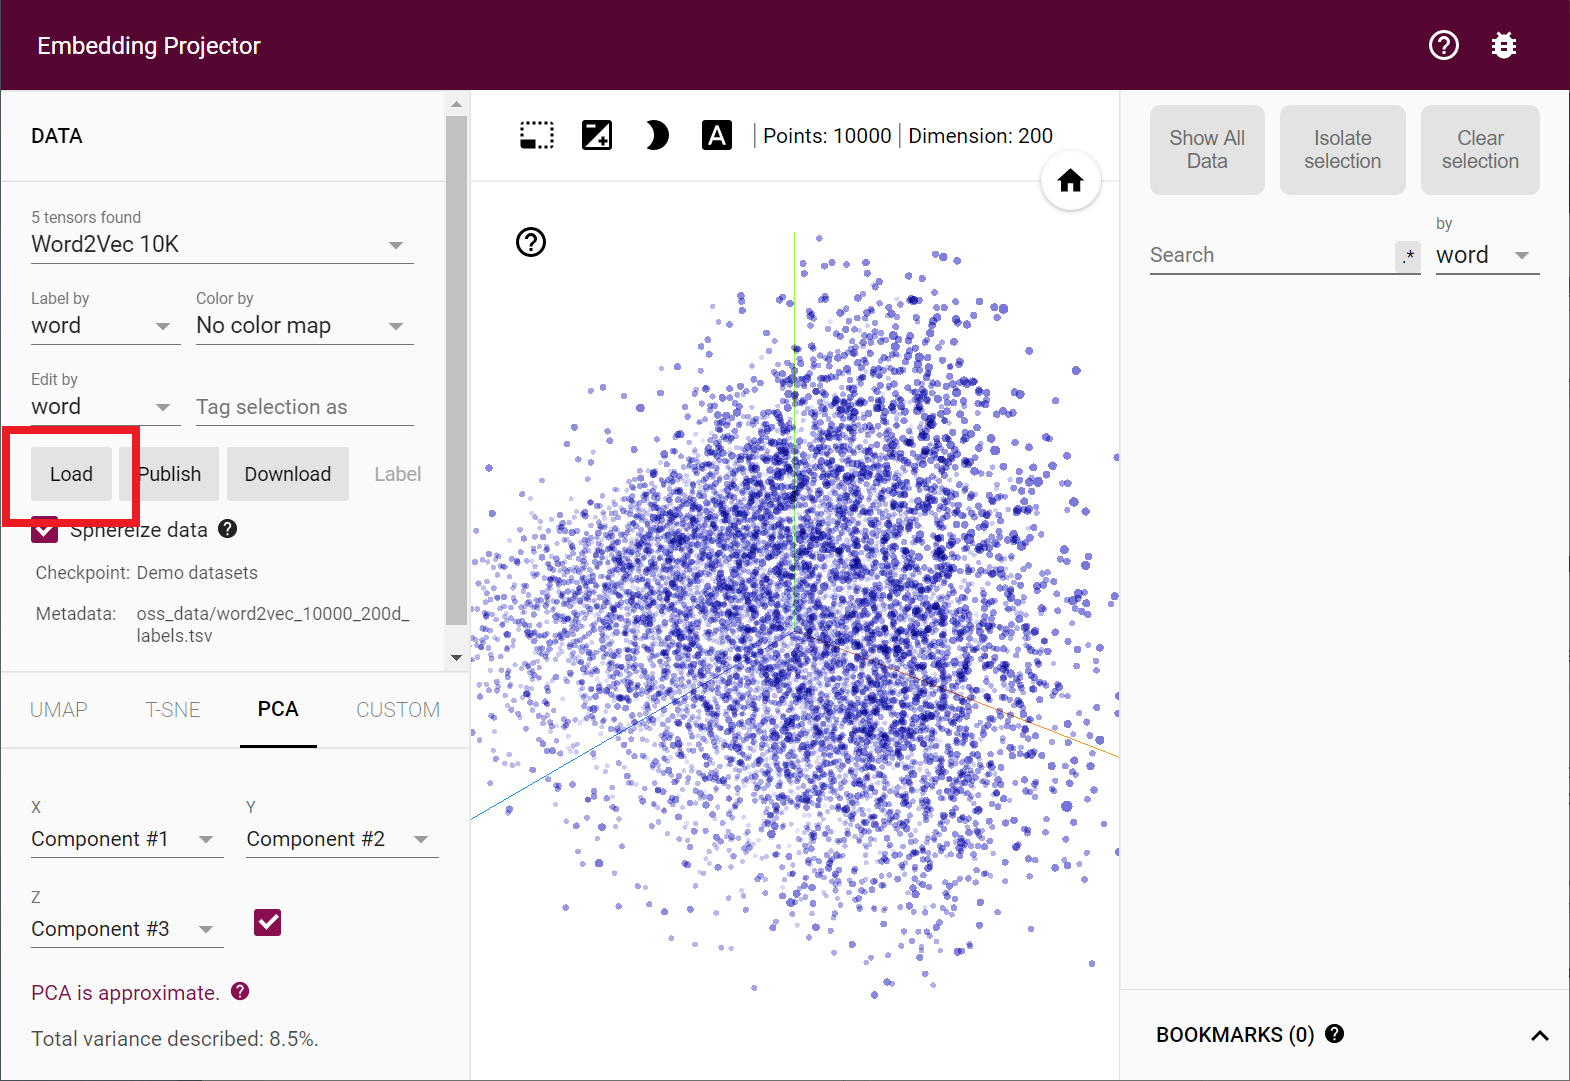 Embedding Projector
DATA
5 tensors found
Word2Vec 10K
Label by
word
Color by
No color map
Edit by
word
Tag selection as
Load
Publish
Download
Label
Sphereize data
Checkpoint: Demo datasets
Metadata: oss_data/word2vec_10000_200d_
labels.tsv
UMAP
T-SNE
PCA
CUSTOM
X
Component #1
Y
Component #2
Z
Component #3
PCA is approximate.
Total variance described: 8.5%.
A
Points: 10000
Dimension: 200
Show All
Data
Isolate
selection
Clear
selection
Search
.*
by
word
BOOKMARKS (0)